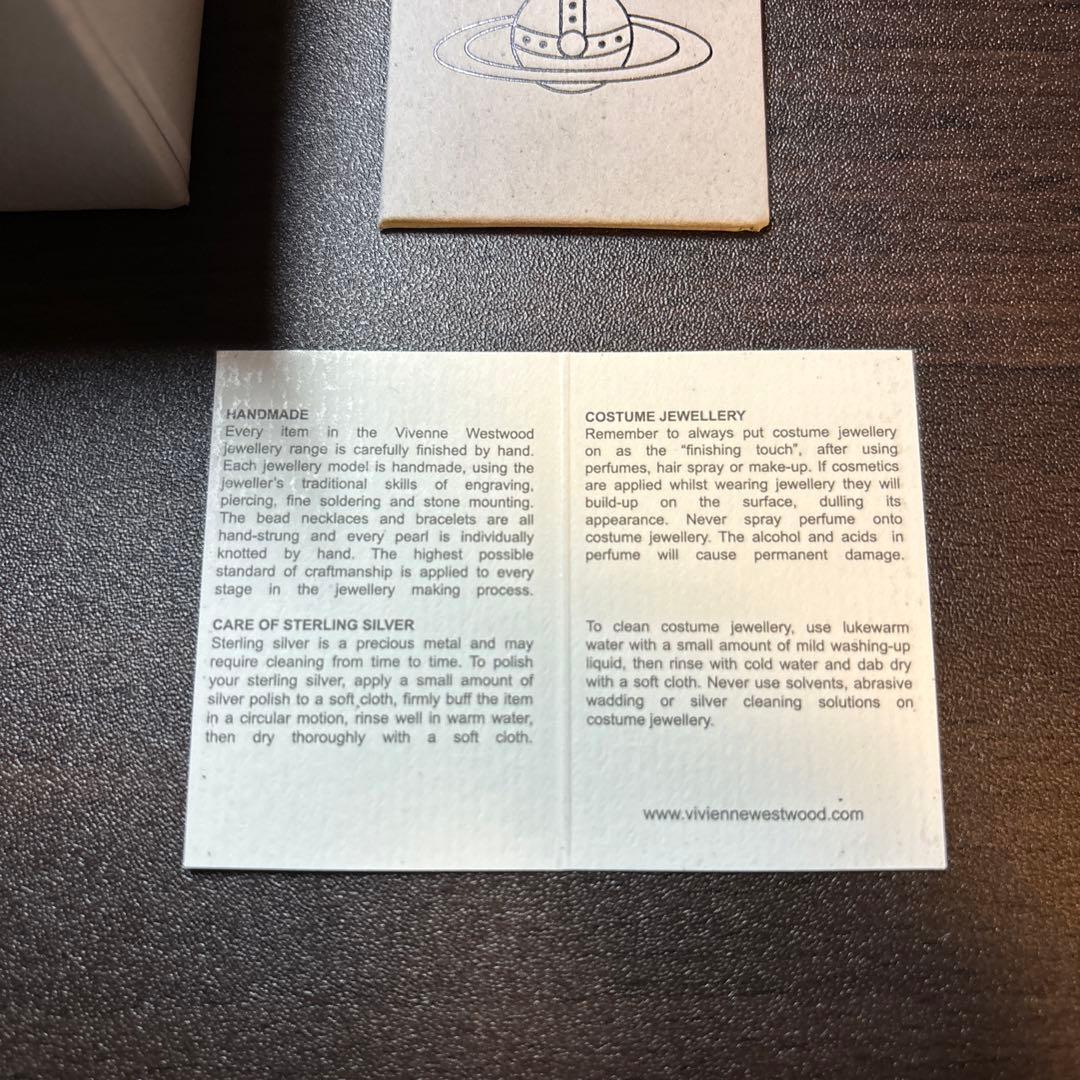 HANDMADE
Every item in the Vivenne Westwood
jewellery range is carefully finished by hand.
Each jewellery model is handmade, using the
jeweller's traditional skills of engraving,
piercing, fine soldering and stone mounting.
The bead necklaces and bracelets are all
hand-strung and every pearl is individually
knotted by hand. The highest possible
standard of craftmanship is applied to every
stage in the jewellery making process.
CARE OF STERLING SILVER
Sterling silver is a precious metal and may
require cleaning from time to time. To polish
your sterling silver, apply a small amount of
silver polish to a soft cloth, firmly buff the item
in a circular motion, rinse well in warm water,
then dry thoroughly with a soft cloth.
COSTUME JEWELLERY
Remember to always put costume jewellery
on as the “finishing touch”, after using
perfumes, hair spray or make-up. If cosmetics
are applied whilst wearing jewellery they will
build-up on the surface, dulling its
appearance. Never spray perfume onto
costume jewellery. The alcohol and acids in
perfume will cause permanent damage.
To clean costume jewellery, use lukewarm
water with a small amount of mild washing-up
liquid, then rinse with cold water and dab dry
with a soft cloth. Never use solvents, abrasive
wadding or silver cleaning solutions on
costume jewellery.
www.viviennewestwood.com